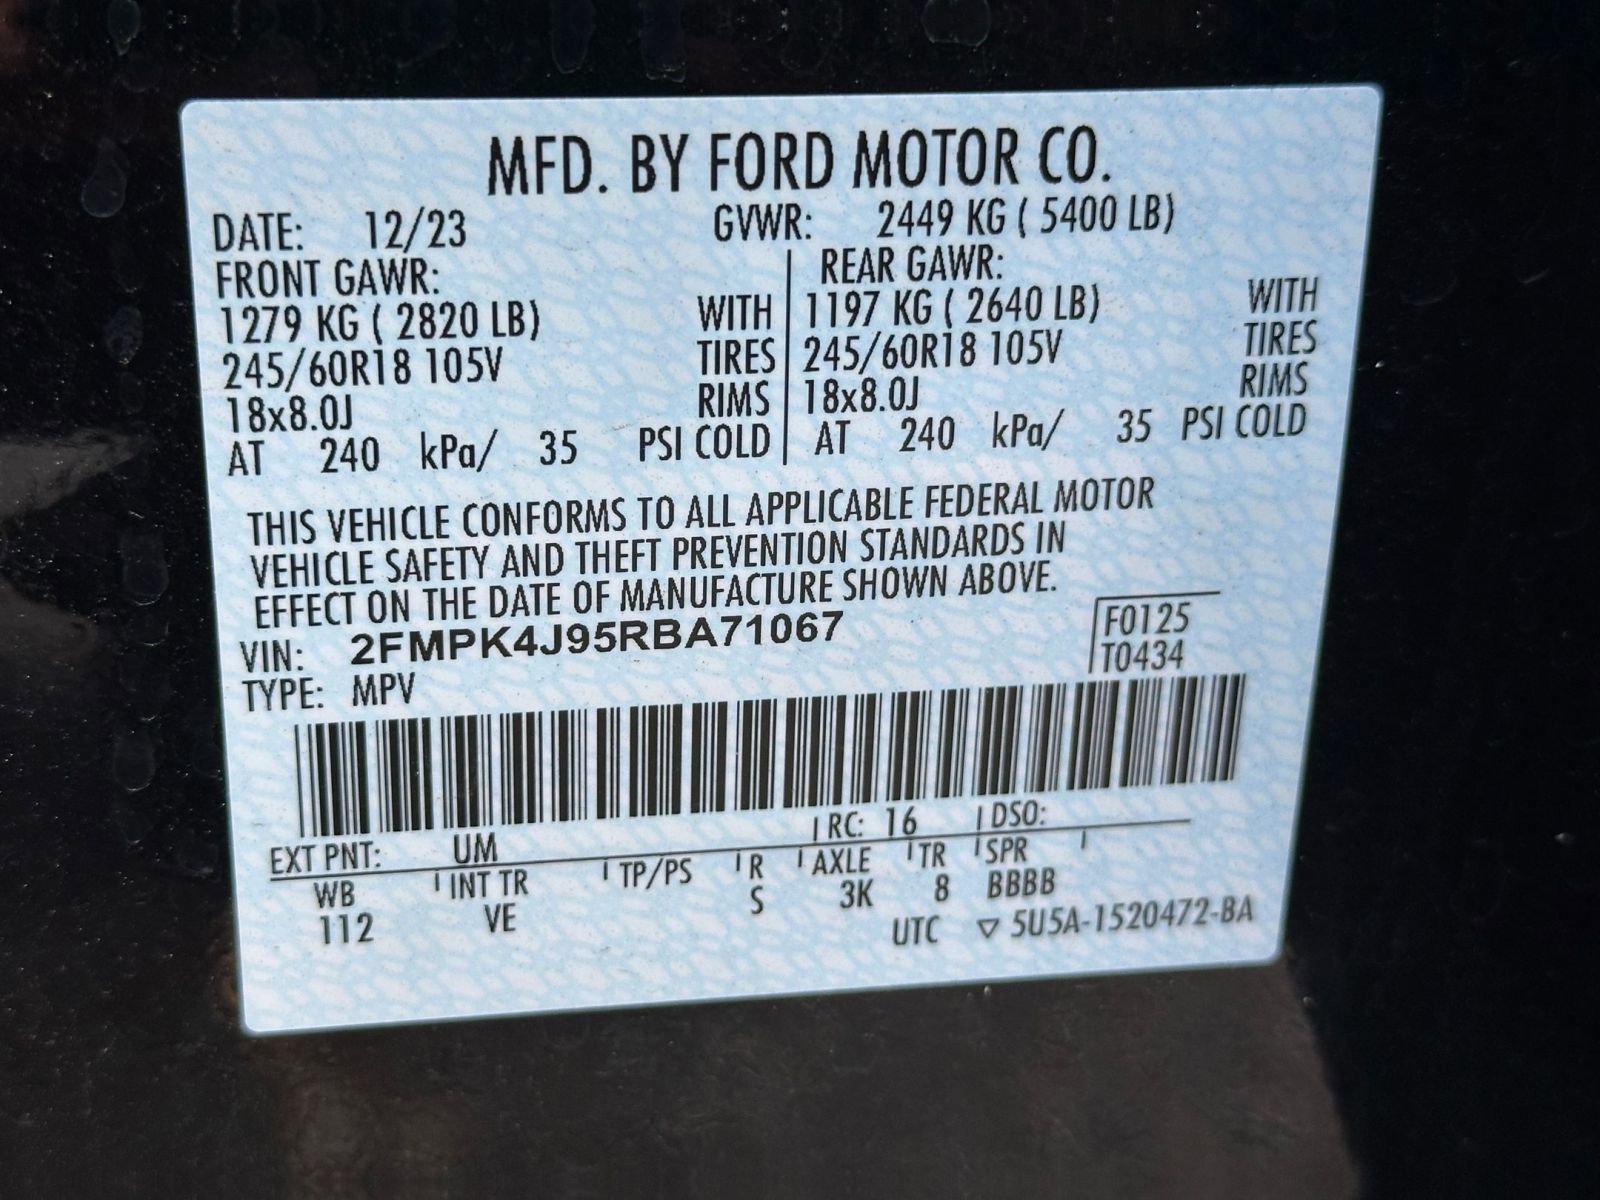 MFD. BY FORD MOTOR CO.
DATE: 12/23 GVWR: 2449 KG ( 5400 LB)
FRONT GAWR: REAR GAWR:
1279 KG ( 2820 LB) WITH 1197 KG ( 2640 LB) WITH
245/60R18 105V TIRES 245/60R18 105V TIRES
18x8.0J RIMS 18x8.0J RIMS
AT 240 kPa/ 35 PSI COLD AT 240 kPa/ 35 PSI COLD
THIS VEHICLE CONFORMS TO ALL APPLICABLE FEDERAL MOTOR
VEHICLE SAFETY AND THEFT PREVENTION STANDARDS IN
EFFECT ON THE DATE OF MANUFACTURE SHOWN ABOVE.
VIN: 2FMPK4J95RBA71067 F0125
TYPE: MPV T0434
EXT PNT: UM RC: 16 DSO:
WB INT TR TP/PS R AXLE TR SPR
112 VE S 3K 8 BBBB
UTC ▽ 5U5A-1520472-BA